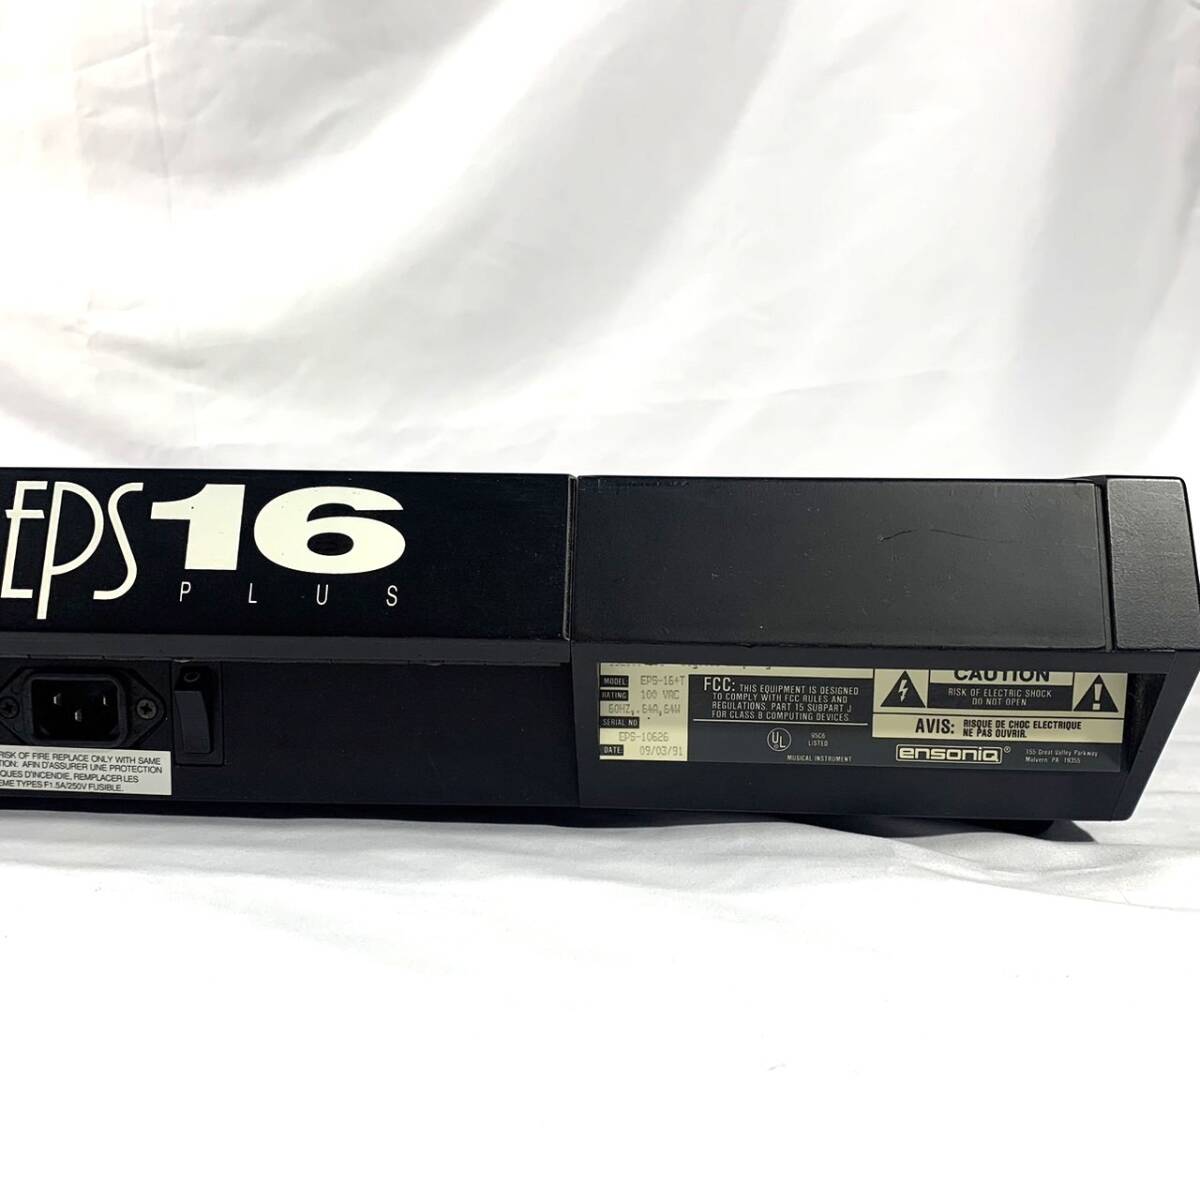 EPS16
PLUS
RISK OF FIRE REPLACE ONLY WITH SAME
TION: AFIN D'ASSURER UNE PROTECTION
QUES D'INCENDIE, REMPLACER LES
EME TYPES F1.5A/250V FUSIBLE.
MODEL EPS-16+T
RATING 100 VAC
60HZ, .64A,64W
SERIAL NO
EPS-10626
DATE 09/03/91
FCC: THIS EQUIPMENT IS DESIGNED
TO COMPLY WITH FCC RULES AND
REGULATIONS. PART 15 SUBPART J
FOR CLASS B COMPUTING DEVICES.
UL
95C6
LISTED
MUSICAL INSTRUMENT
CAUTION
RISK OF ELECTRIC SHOCK
DO NOT OPEN
AVIS: RISQUE DE CHOC ELECTRIQUE
NE PAS OUVRIR.
ensoniq®
155 Great Valley Parkway
Malvern PA 19355